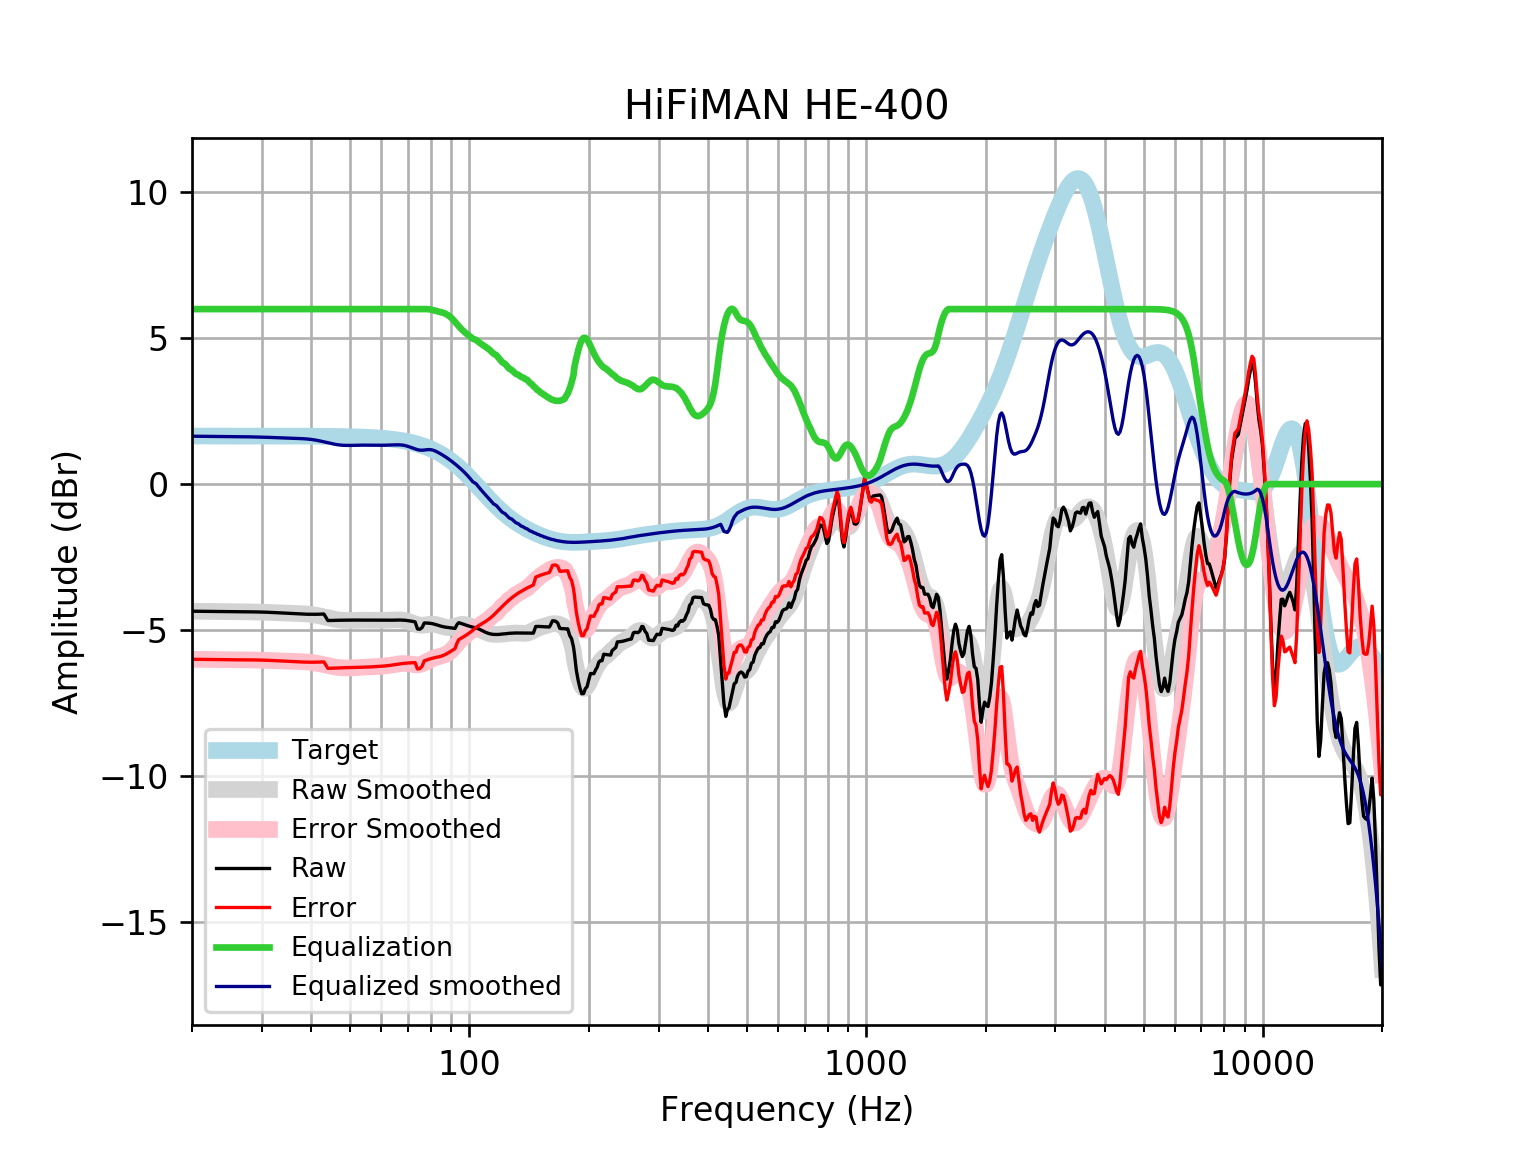 HiFiMAN HE-400
Amplitude (dBr)
10
5
0
−5
−10
−15
Target
Raw Smoothed
Error Smoothed
Raw
Error
Equalization
Equalized smoothed
100
1000
10000
Frequency (Hz)